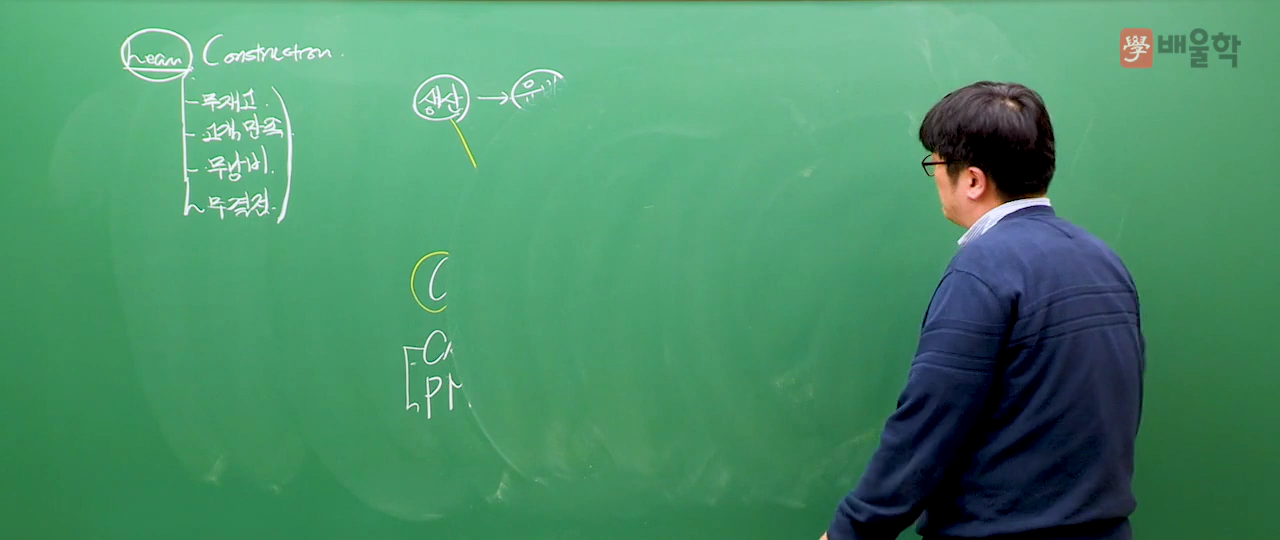 Lean Construction.
- 무재고.
- 고객만족
- 무낭비.
- 무결점.
생산 → 유
C
PM
學 배울학